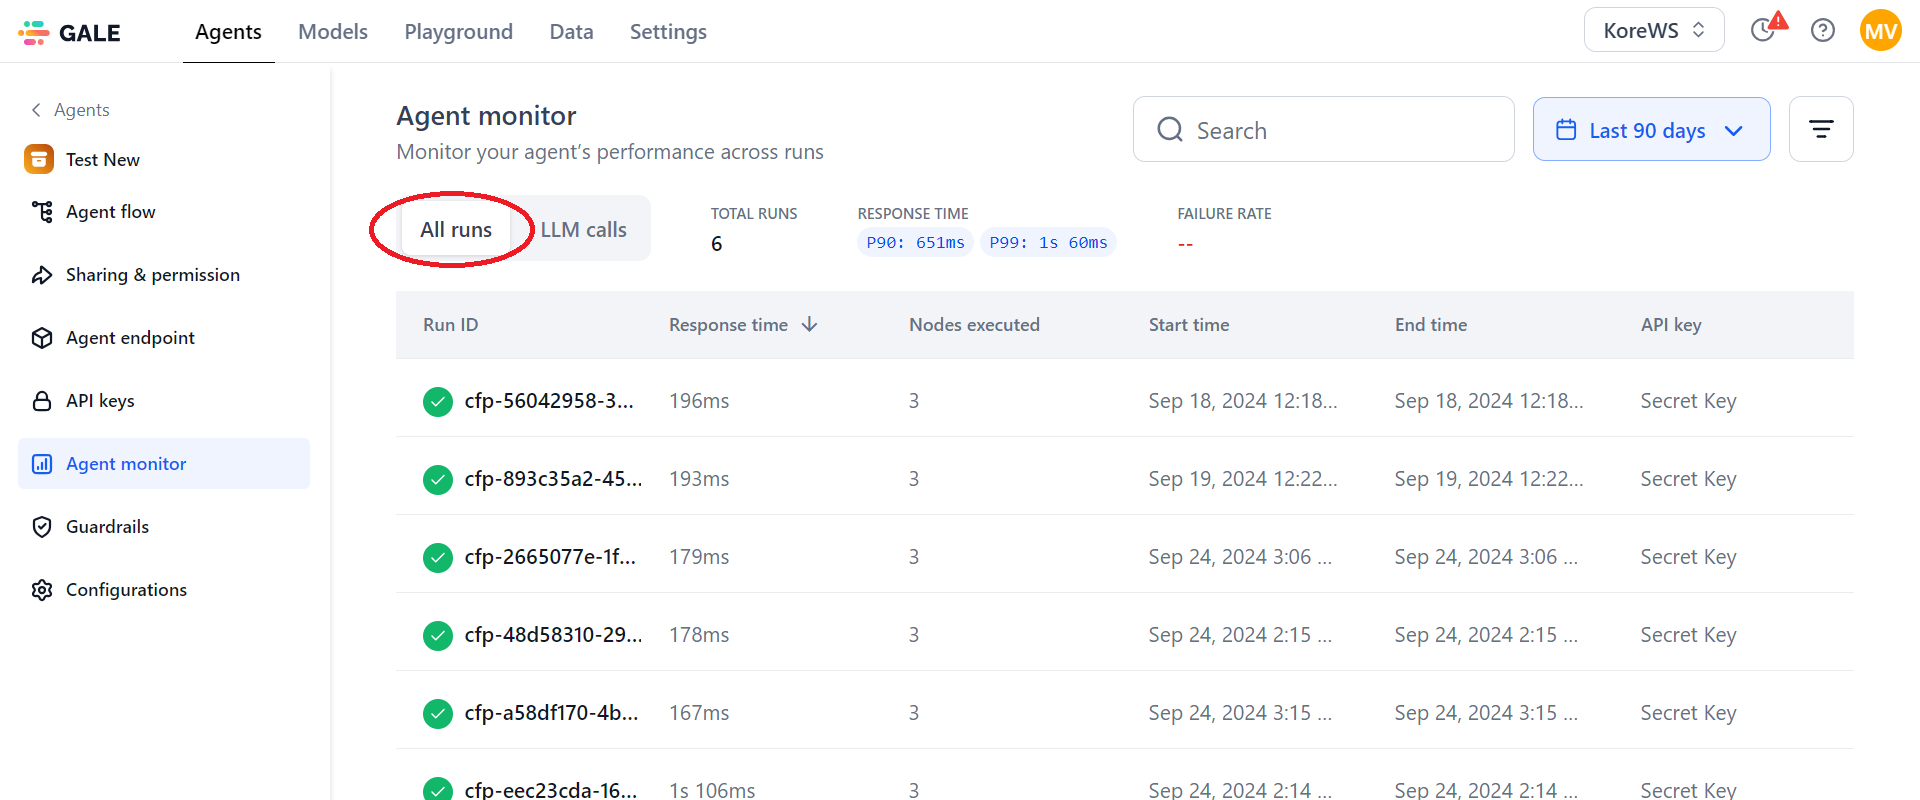 GALE
Agents
Models
Playground
Data
Settings
KoreWS
MV
Agents
Test New
Agent flow
Sharing & permission
Agent endpoint
API keys
Agent monitor
Guardrails
Configurations
Agent monitor
Monitor your agent’s performance across runs
Search
Last 90 days
All runs
LLM calls
TOTAL RUNS
6
RESPONSE TIME
P90: 651ms
P99: 1s 60ms
FAILURE RATE
--
Run ID Response time Nodes executed Start time End time API key
cfp-56042958-3... 196ms 3 Sep 18, 2024 12:18... Sep 18, 2024 12:18... Secret Key
cfp-893c35a2-45... 193ms 3 Sep 19, 2024 12:22... Sep 19, 2024 12:22... Secret Key
cfp-2665077e-1f... 179ms 3 Sep 24, 2024 3:06 ... Sep 24, 2024 3:06 ... Secret Key
cfp-48d58310-29... 178ms 3 Sep 24, 2024 2:15 ... Sep 24, 2024 2:15 ... Secret Key
cfp-a58df170-4b... 167ms 3 Sep 24, 2024 3:15 ... Sep 24, 2024 3:15 ... Secret Key
cfp-eec23cda-16... 1s 106ms 3 Sep 24, 2024 2:14 ... Sep 24, 2024 2:14 ... Secret Key